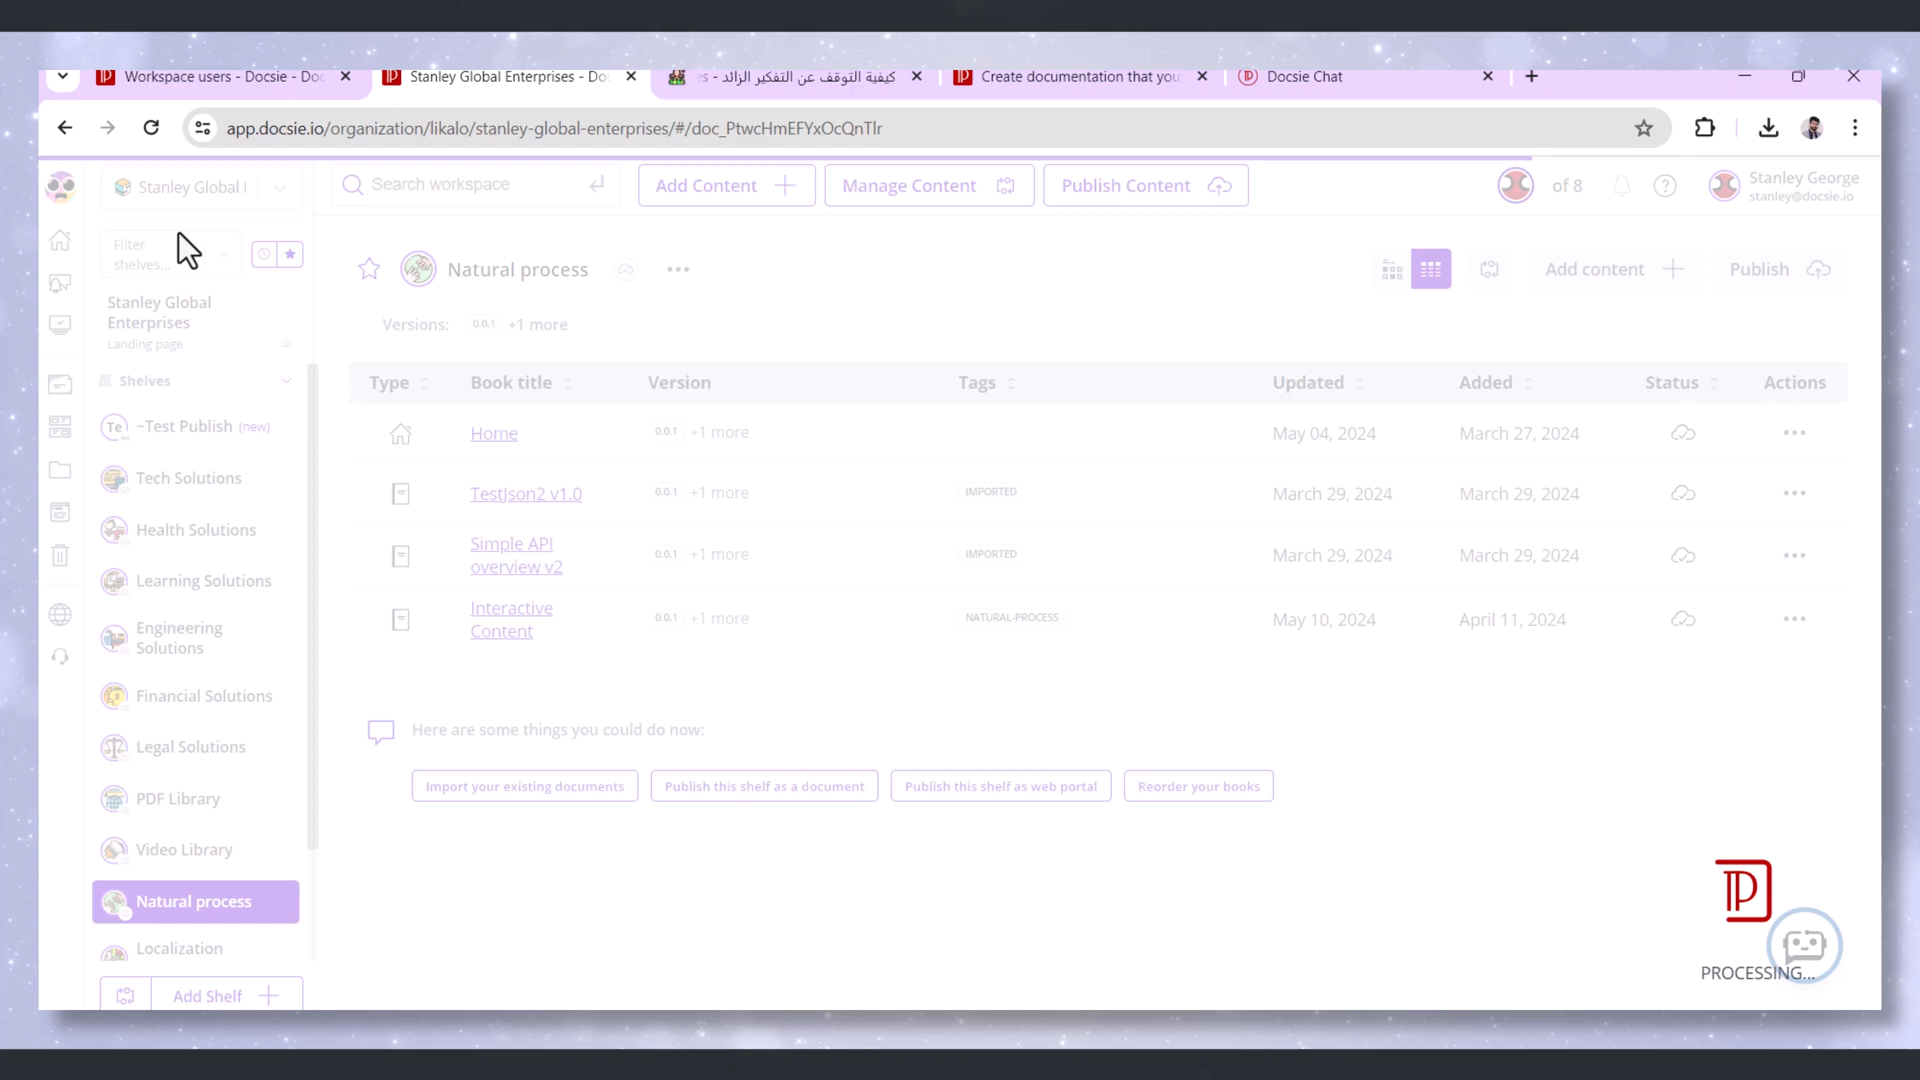 Workspace users - Docsie - Doc
Stanley Global Enterprises - Doc
كيفية التوقف عن التفكير الزائد - es
Create documentation that you
Docsie Chat
app.docsie.io/organization/likalo/stanley-global-enterprises/#/doc_PtwcHmEFYxOcQnTlr
Stanley Global
Search workspace
Add Content
Manage Content
Publish Content
of 8
Stanley George
stanley@docsie.io
Filter
shelves...
Stanley Global
Enterprises
Landing page
Shelves
Te
~Test Publish (new)
Tech Solutions
Health Solutions
Learning Solutions
Engineering
Solutions
Financial Solutions
Legal Solutions
PDF Library
Video Library
Natural process
Localization
Add Shelf
Natural process
Add content
Publish
Versions: 0.0.1 +1 more
Type Book title Version Tags Updated Added Status Actions
Home 0.0.1 +1 more May 04, 2024 March 27, 2024
TestJson2 v1.0 0.0.1 +1 more IMPORTED March 29, 2024 March 29, 2024
Simple API
overview v2 0.0.1 +1 more IMPORTED March 29, 2024 March 29, 2024
Interactive
Content 0.0.1 +1 more NATURAL-PROCESS May 10, 2024 April 11, 2024
Here are some things you could do now:
Import your existing documents
Publish this shelf as a document
Publish this shelf as web portal
Reorder your books
PROCESSING...